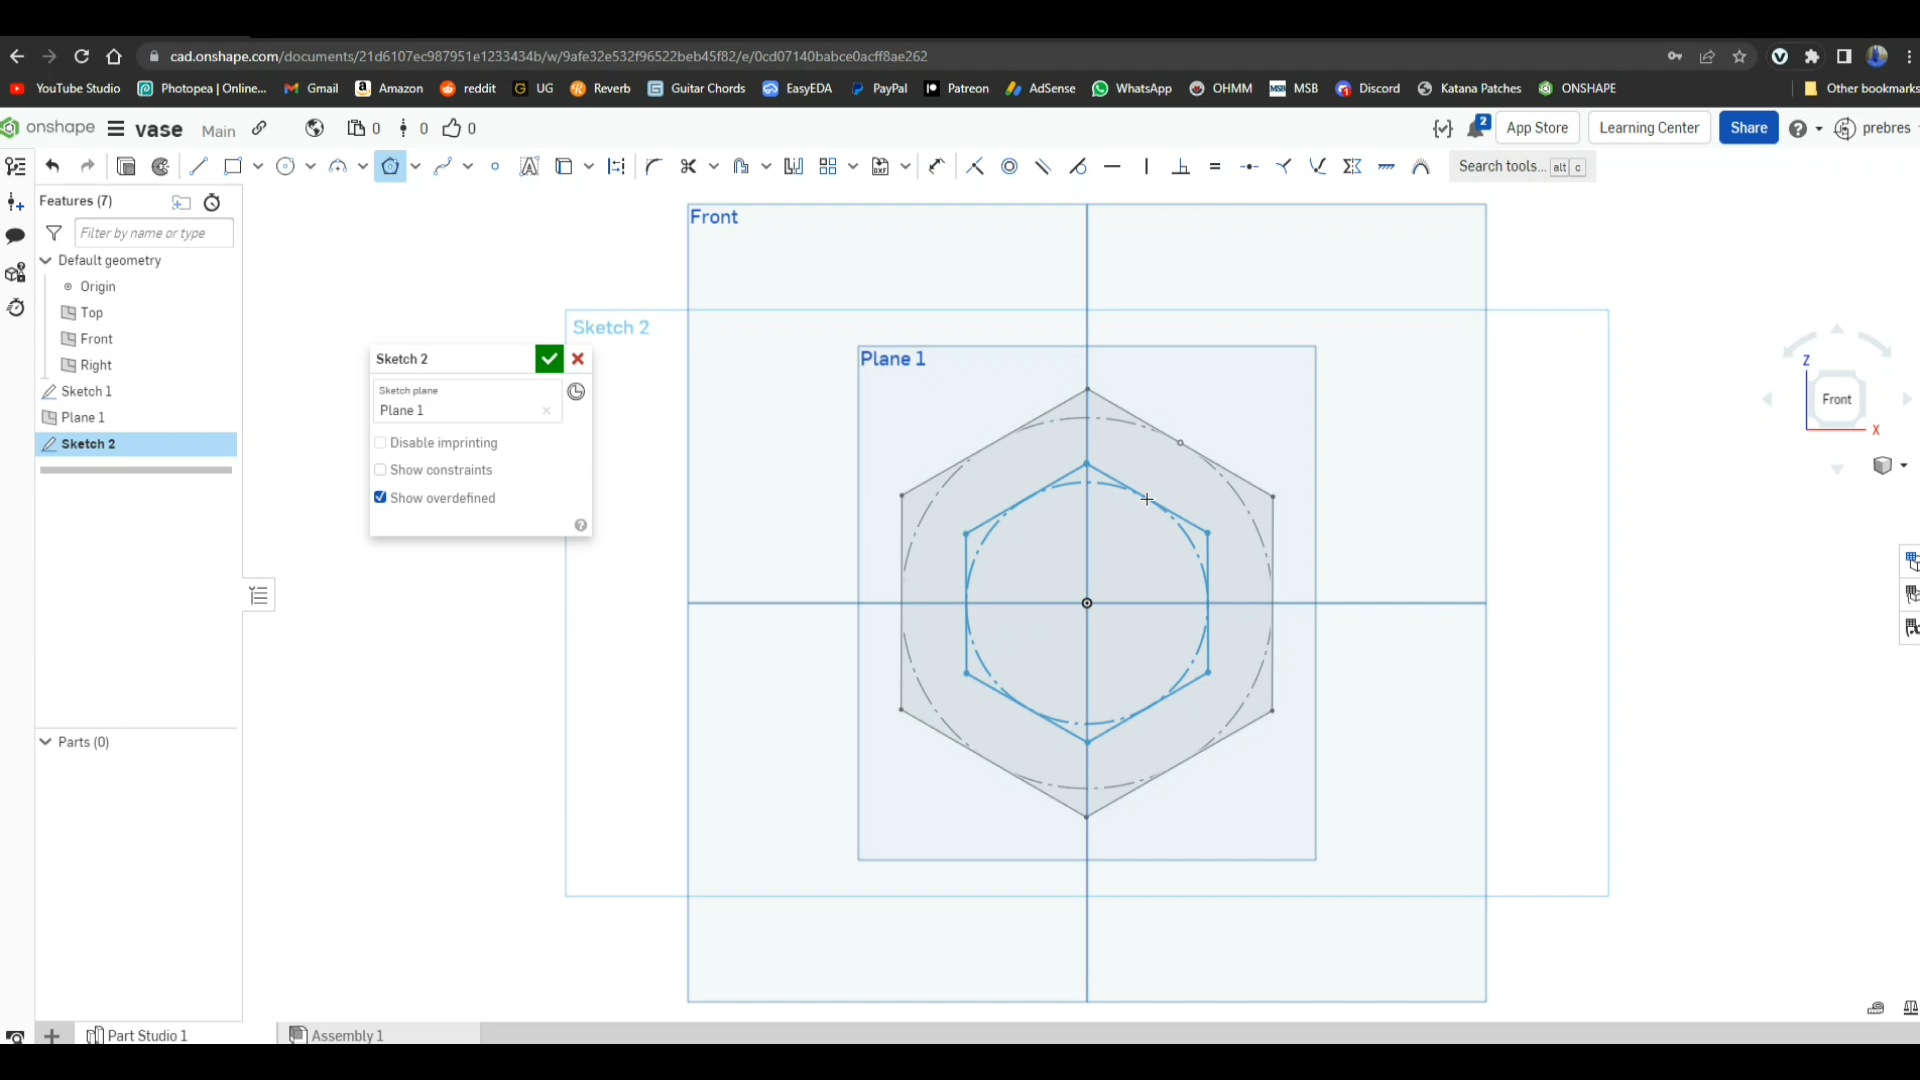 cad.onshape.com/documents/21d6107ec987951e1233434b/w/9afe32e532f96522beb45f82/e/0cd07140babce0acff8ae262
YouTube Studio Photopea | Online... Gmail Amazon reddit UG Reverb Guitar Chords EasyEDA PayPal Patreon AdSense WhatsApp OHMM MSB Discord Katana Patches ONSHAPE Other bookmarks
onshape vase Main 0 0 0 2 App Store Learning Center Share prebres
Search tools... alt c
Features (7)
Filter by name or type
Default geometry
Origin
Top
Front
Right
Sketch 1
Plane 1
Sketch 2
Parts (0)
Sketch 2
Sketch plane
Plane 1
Disable imprinting
Show constraints
Show overdefined
Front
Sketch 2
Plane 1
Z
Front
X
Part Studio 1 Assembly 1